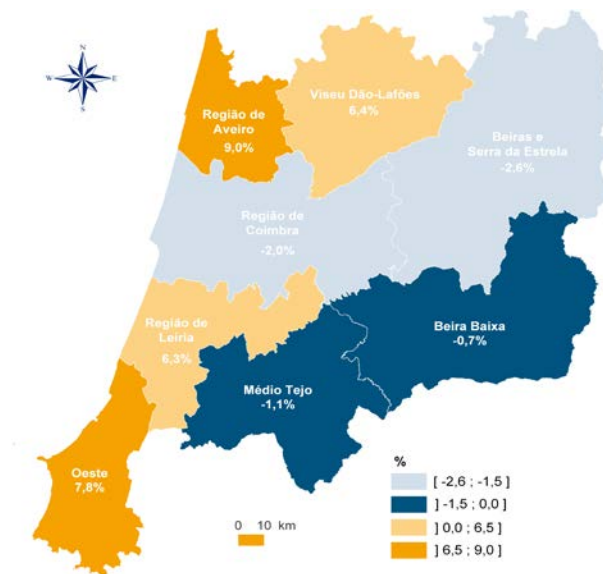 N
W
E
S
Viseu Dão-Lafões
6,4%
Região de
Aveiro
9,0%
Beiras e
Serra da Estrela
-2,6%
Região de
Coimbra
-2,0%
Região de
Leiria
6,3%
Beira Baixa
-0,7%
Médio Tejo
-1,1%
Oeste
7,8%
0 10 km
%
[ -2,6 ; -1,5 ]
] -1,5 ; 0,0 ]
] 0,0 ; 6,5 ]
] 6,5 ; 9,0 ]